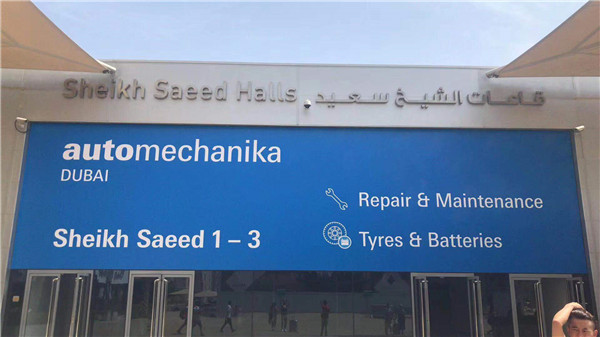 Sheikh Saeed Halls قاعات الشيخ سعيد
automechanika
DUBAI
Repair & Maintenance
Sheikh Saeed 1 – 3
Tyres & Batteries